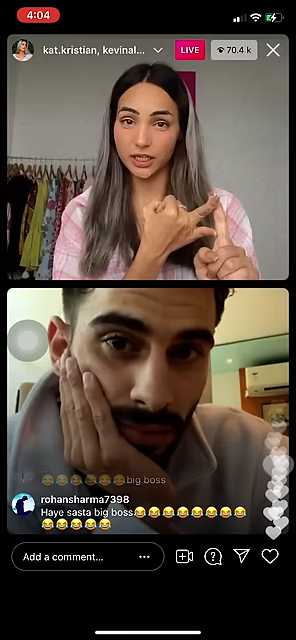 4:04
kat.kristian, kevinal...
LIVE
70.4 k
😂😂😂😂😂😂big boss
rohansharma7398
Haye sasta big boss😂😂😂😂😂😂😂😂😂
😂😂😂😂😂
Add a comment...